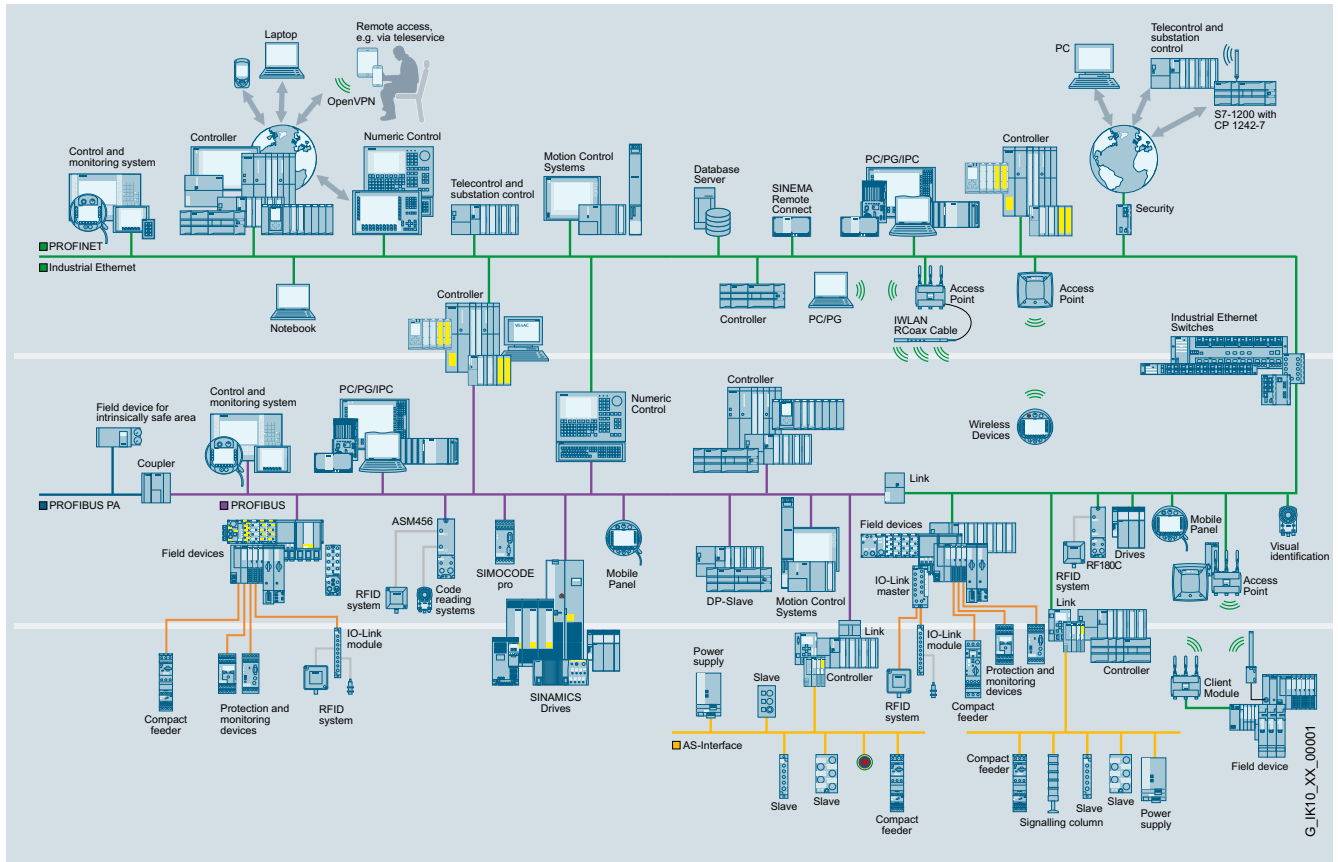 Laptop
Remote access,
e.g. via teleservice
OpenVPN
PC
Telecontrol and
substation
control
S7-1200 with
CP 1242-7
Control and
monitoring system
Controller
Numeric Control
Telecontrol and
substation control
Motion Control
Systems
Database
Server
SINEMA
Remote
Connect
PC/PG/IPC
Controller
Security
PROFINET
Industrial Ethernet
Notebook
Controller
WinAC
Controller
PC/PG
Access
Point
IWLAN
RCoax Cable
Access
Point
Industrial Ethernet
Switches
Field device for
intrinsically safe area
Control and
monitoring system
PC/PG/IPC
Numeric
Control
Controller
Wireless
Devices
Coupler
Link
PROFIBUS PA
PROFIBUS
Field devices
ASM456
RFID
system
Code
reading
systems
SIMOCODE
pro
Mobile
Panel
DP-Slave
Motion Control
Systems
Field devices
IO-Link
master
RFID
system
RF180C
Drives
Mobile
Panel
Access
Point
Visual
identification
Link
Controller
IO-Link
module
Compact
feeder
Protection and
monitoring
devices
RFID
system
SINAMICS
Drives
Power
supply
Slave
Link
Controller
RFID
system
IO-Link
module
Compact
feeder
Protection and
monitoring
devices
Client
Module
Field device
AS-Interface
Slave
Slave
Compact
feeder
Compact
feeder
Signalling column
Slave
Slave
Power
supply
G_IK10_XX_00001